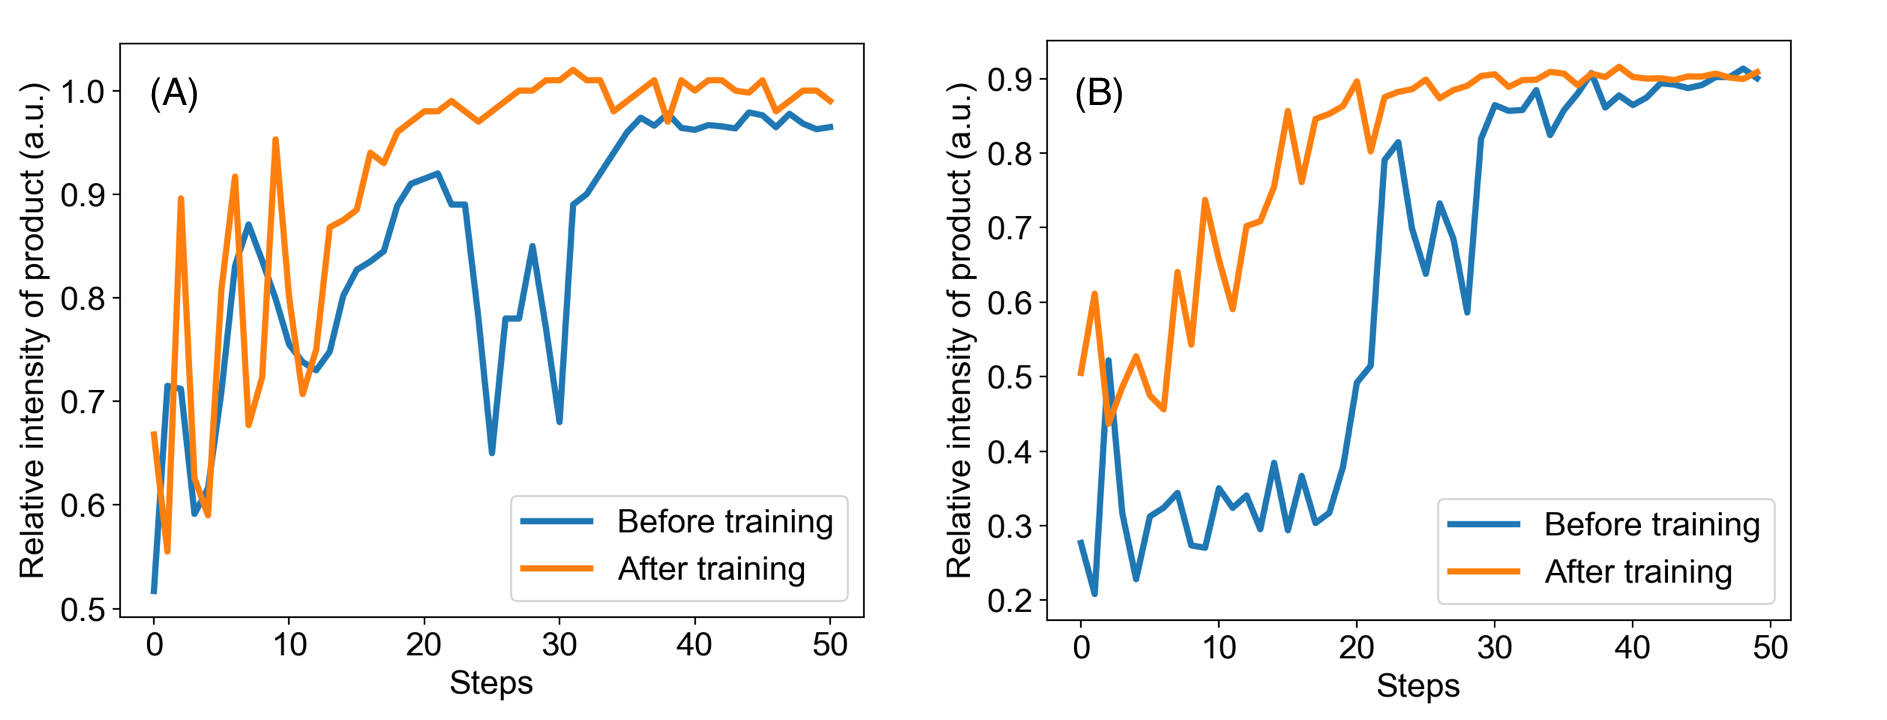 (A)
Relative intensity of product (a.u.)
1.0
0.9
0.8
0.7
0.6
0.5
0 10 20 30 40 50
Steps
Before training
After training
(B)
Relative intensity of product (a.u.)
0.9
0.8
0.7
0.6
0.5
0.4
0.3
0.2
0 10 20 30 40 50
Steps
Before training
After training